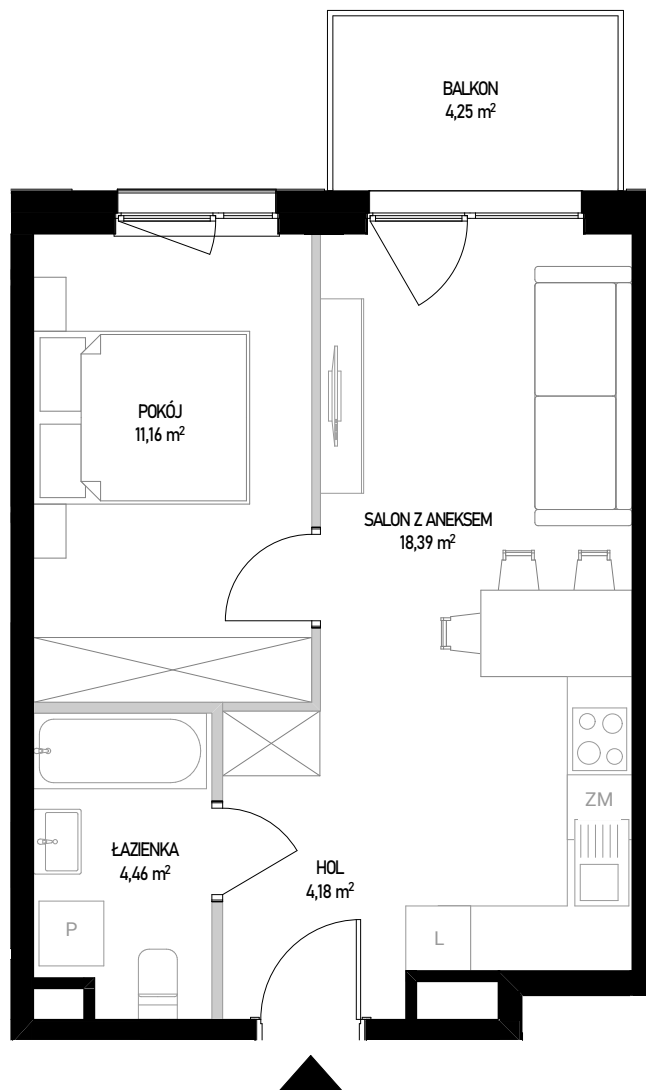 BALKON
4,25 m²
POKÓJ
11,16 m²
SALON Z ANEKSEM
18,39 m²
ZM
ŁAZIENKA
4,46 m²
HOL
4,18 m²
P
L